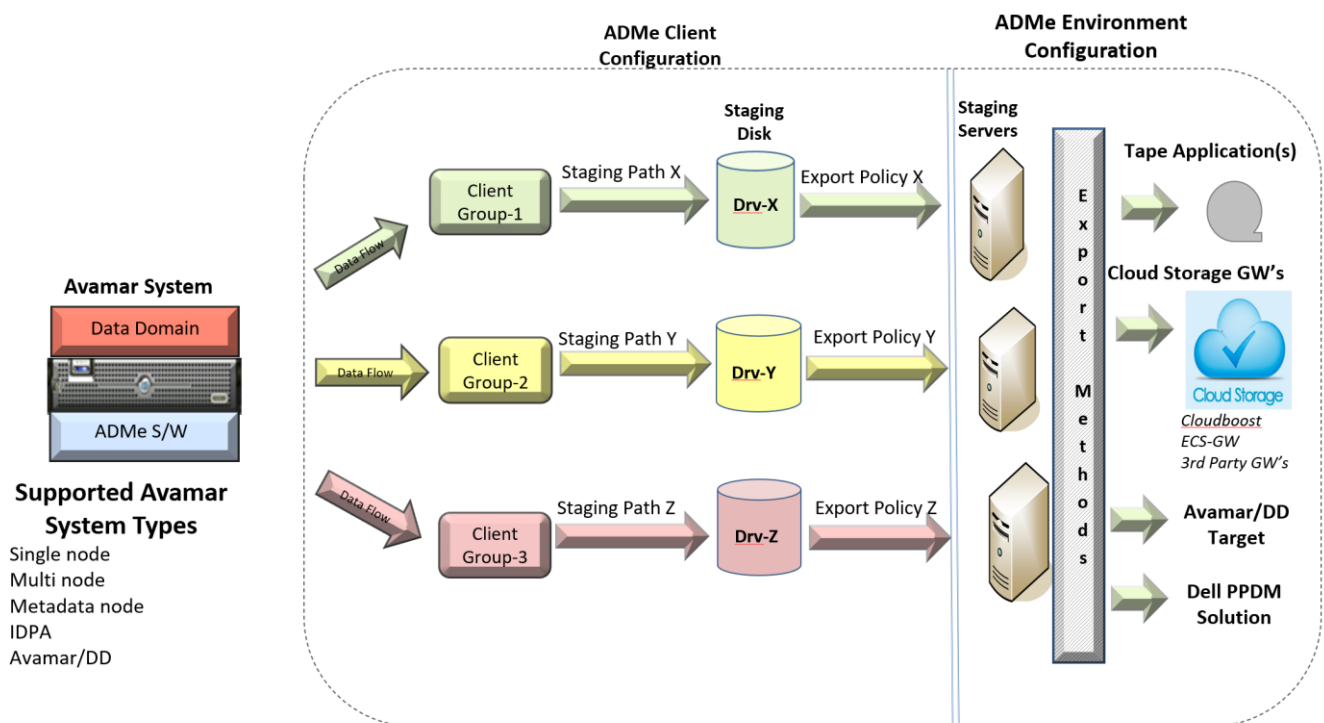 ADMe Client
Configuration
ADMe Environment
Configuration
Avamar System
Data Domain
ADMe S/W
Supported Avamar
System Types
Single node
Multi node
Metadata node
IDPA
Avamar/DD
Data Flow
Client
Group-1
Staging Path X
Staging
Disk
Drv-X
Export Policy X
Data Flow
Client
Group-2
Staging Path Y
Drv-Y
Export Policy Y
Data Flow
Client
Group-3
Staging Path Z
Drv-Z
Export Policy Z
Staging
Servers
Export Methods
Tape Application(s)
Cloud Storage GW's
Cloud Storage
Cloudboost
ECS-GW
3rd Party GW's
Avamar/DD
Target
Dell PPDM
Solution